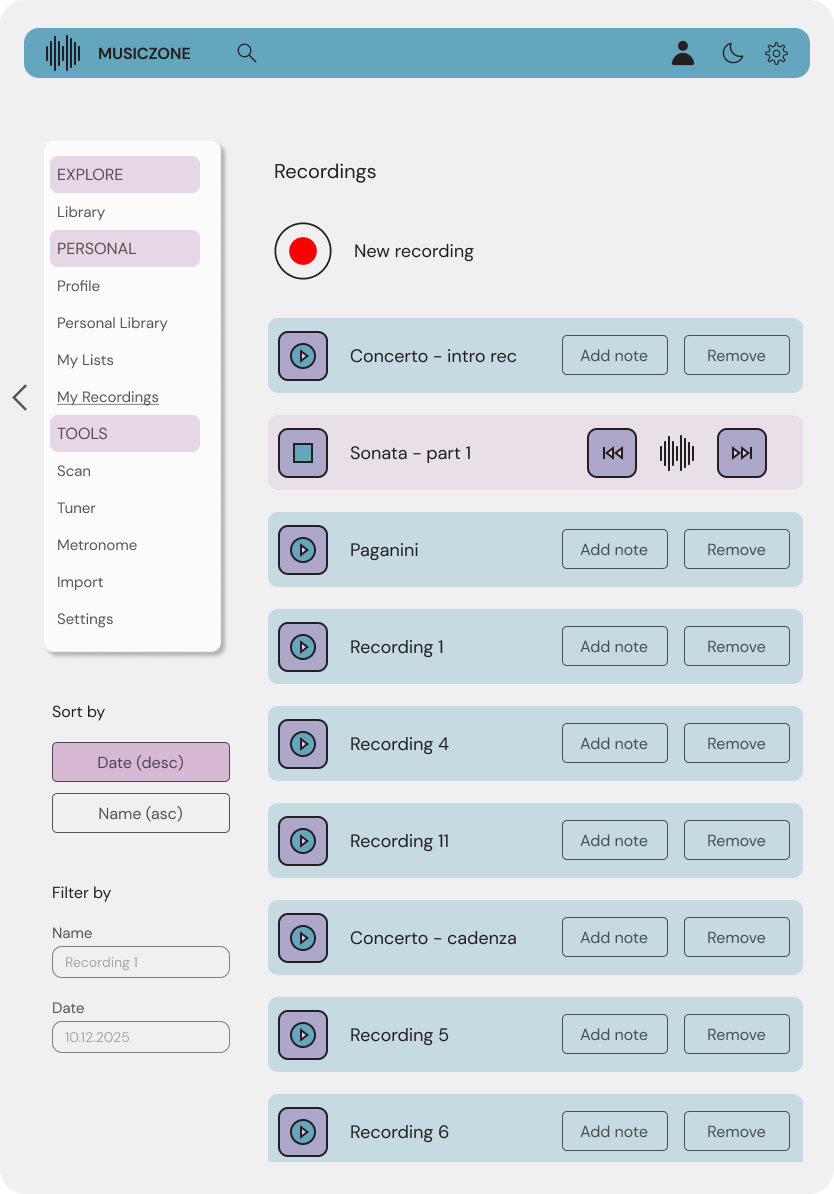 MUSICZONE
EXPLORE
Library
PERSONAL
Profile
Personal Library
My Lists
My Recordings
TOOLS
Scan
Tuner
Metronome
Import
Settings
Sort by
Date (desc)
Name (asc)
Filter by
Name
Recording 1
Date
10.12.2025
Recordings
New recording
Concerto - intro rec Add note Remove
Sonata - part 1
Paganini Add note Remove
Recording 1 Add note Remove
Recording 4 Add note Remove
Recording 11 Add note Remove
Concerto - cadenza Add note Remove
Recording 5 Add note Remove
Recording 6 Add note Remove